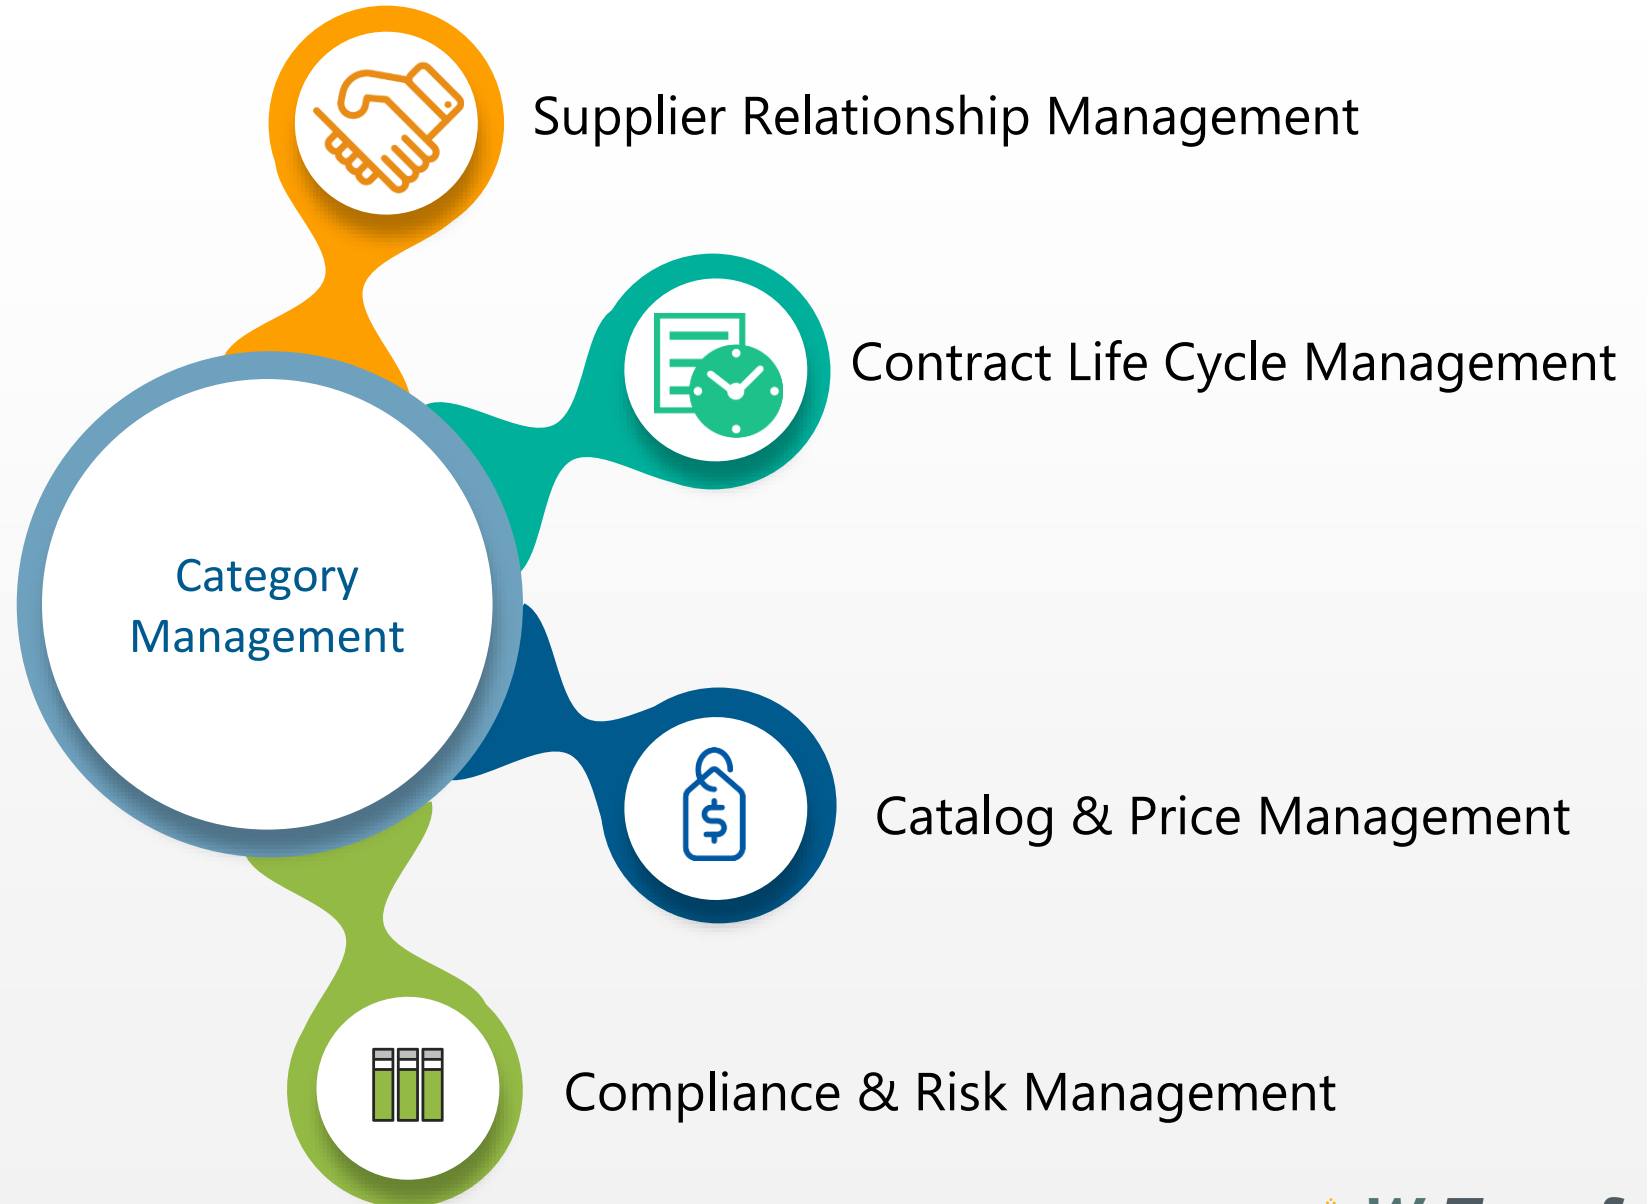 Supplier Relationship Management
Contract Life Cycle Management
Category
Management
$
Catalog & Price Management
Compliance & Risk Management